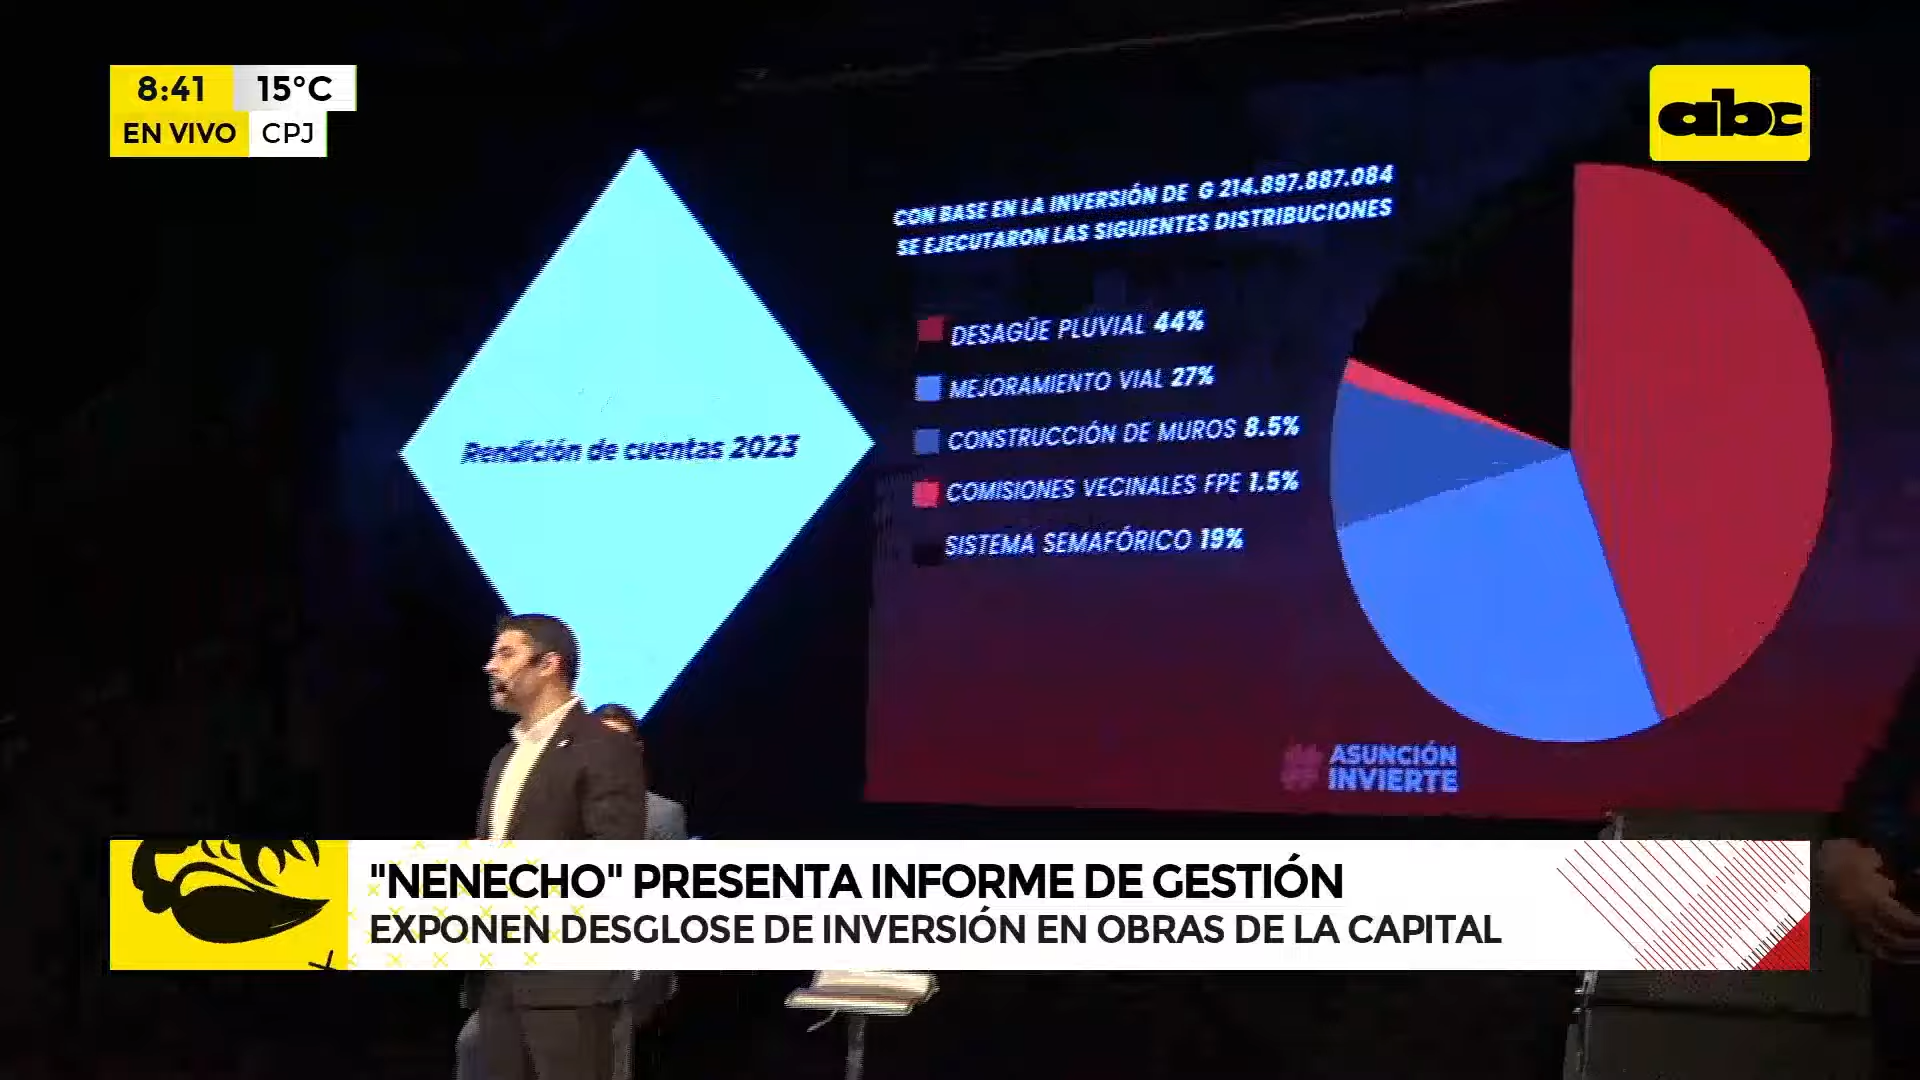 8:41 15°C
EN VIVO CPJ
abc
CON BASE EN LA INVERSIÓN DE G 214.897.887.084
SE EJECUTARON LAS SIGUIENTES DISTRIBUCIONES
DESAGÜE PLUVIAL 44%
MEJORAMIENTO VIAL 27%
CONSTRUCCIÓN DE MUROS 8.5%
COMISIONES VECINALES FPE 1.5%
SISTEMA SEMAFÓRICO 19%
Rendición de cuentas 2023
# ASUNCIÓN
INVIERTE
"NENECHO" PRESENTA INFORME DE GESTIÓN
EXPONEN DESGLOSE DE INVERSIÓN EN OBRAS DE LA CAPITAL